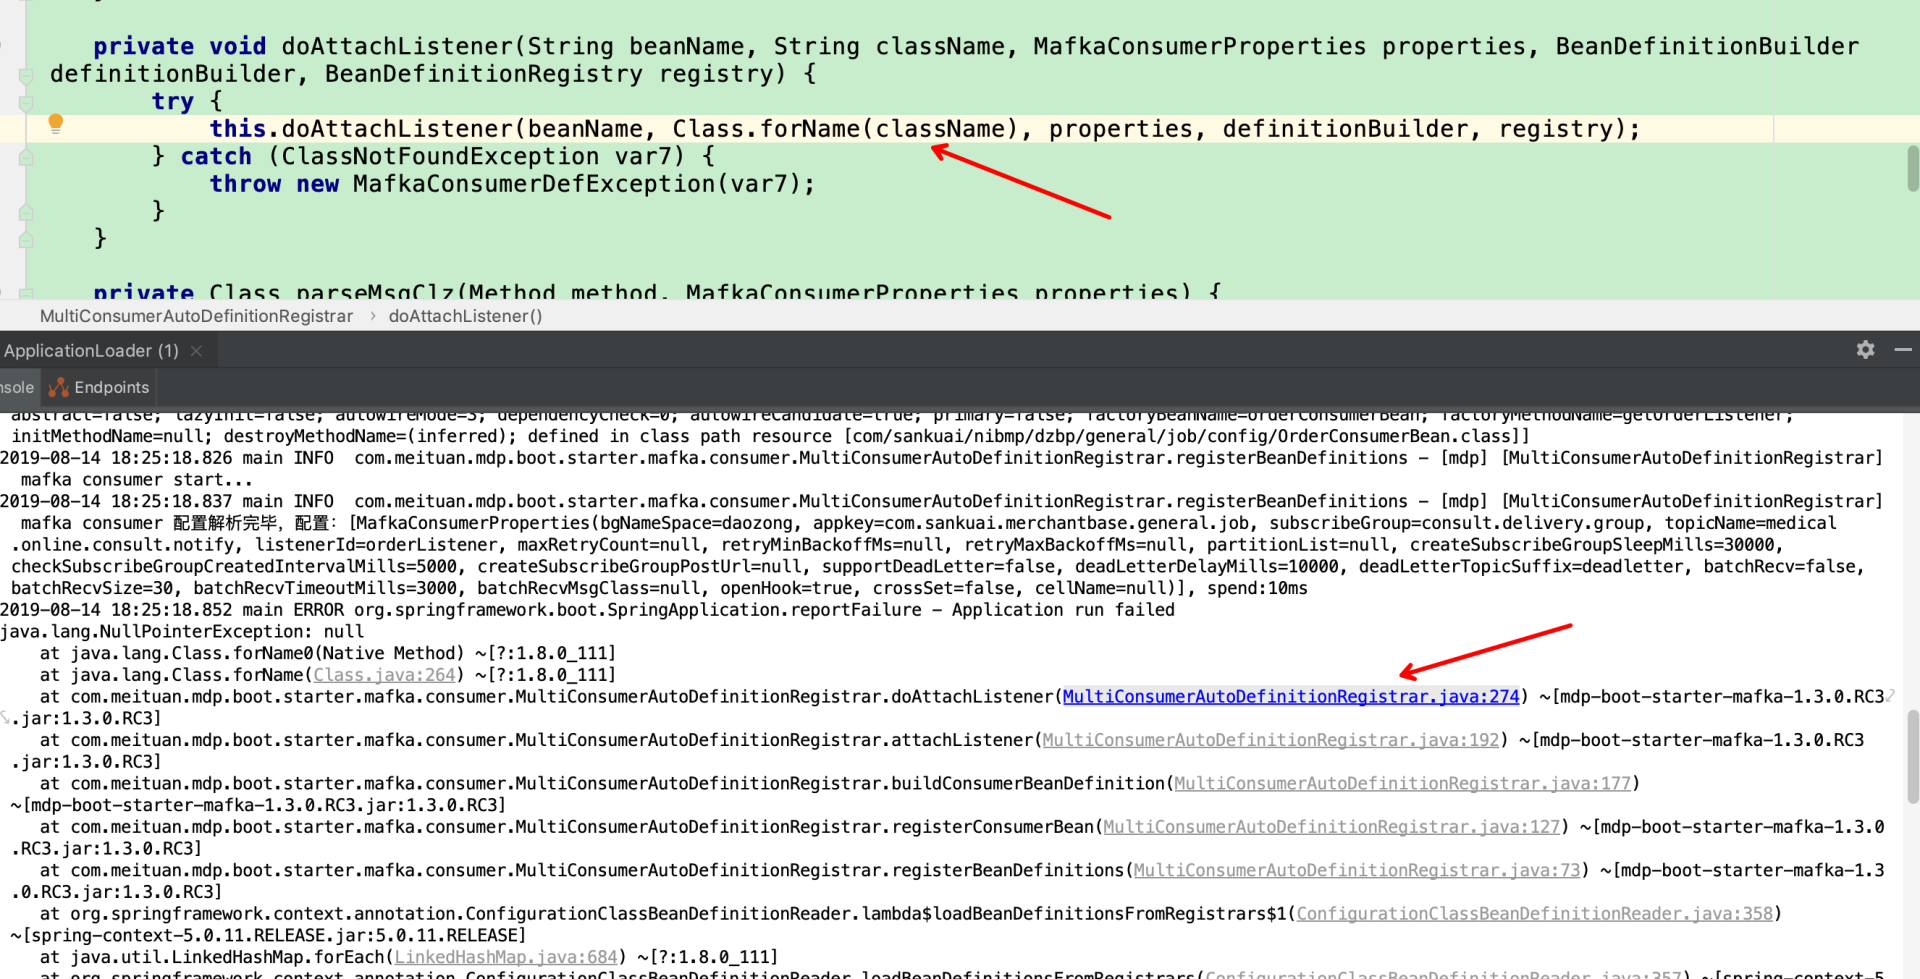 private void doAttachListener(String beanName, String className, MafkaConsumerProperties properties, BeanDefinitionBuilder
definitionBuilder, BeanDefinitionRegistry registry) {
try {
this.doAttachListener(beanName, Class.forName(className), properties, definitionBuilder, registry);
} catch (ClassNotFoundException var7) {
throw new MafkaConsumerDefException(var7);
}
}
private Class parseMsgClz(Method method, MafkaConsumerProperties properties) {
MultiConsumerAutoDefinitionRegistrar › doAttachListener()
ApplicationLoader (1) ×
nsole Endpoints
abstract=false; lazyInit=false; autowireMode=3; dependencyCheck=0; autowireCandidate=true; primary=false; factoryBeanName=orderConsumerBean; factoryMethodName=getOrderListener;
initMethodName=null; destroyMethodName=(inferred); defined in class path resource [com/sankuai/nibmp/dzbp/general/job/config/OrderConsumerBean.class]]
2019-08-14 18:25:18.826 main INFO  com.meituan.mdp.boot.starter.mafka.consumer.MultiConsumerAutoDefinitionRegistrar.registerBeanDefinitions - [mdp] [MultiConsumerAutoDefinitionRegistrar]
mafka consumer start...
2019-08-14 18:25:18.837 main INFO  com.meituan.mdp.boot.starter.mafka.consumer.MultiConsumerAutoDefinitionRegistrar.registerBeanDefinitions - [mdp] [MultiConsumerAutoDefinitionRegistrar]
mafka consumer 配置解析完毕，配置：[MafkaConsumerProperties(bgNameSpace=daozong, appkey=com.sankuai.merchantbase.general.job, subscribeGroup=consult.delivery.group, topicName=medical
.online.consult.notify, listenerId=orderListener, maxRetryCount=null, retryMinBackoffMs=null, retryMaxBackoffMs=null, partitionList=null, createSubscribeGroupSleepMills=30000,
checkSubscribeGroupCreatedIntervalMills=5000, createSubscribeGroupPostUrl=null, supportDeadLetter=false, deadLetterDelayMills=10000, deadLetterTopicSuffix=deadletter, batchRecv=false,
batchRecvSize=30, batchRecvTimeoutMills=3000, batchRecvMsgClass=null, openHook=true, crossSet=false, cellName=null)], spend:10ms
2019-08-14 18:25:18.852 main ERROR org.springframework.boot.SpringApplication.reportFailure - Application run failed
java.lang.NullPointerException: null
at java.lang.Class.forName0(Native Method) ~[?:1.8.0_111]
at java.lang.Class.forName(Class.java:264) ~[?:1.8.0_111]
at com.meituan.mdp.boot.starter.mafka.consumer.MultiConsumerAutoDefinitionRegistrar.doAttachListener(MultiConsumerAutoDefinitionRegistrar.java:274) ~[mdp-boot-starter-mafka-1.3.0.RC3
.jar:1.3.0.RC3]
at com.meituan.mdp.boot.starter.mafka.consumer.MultiConsumerAutoDefinitionRegistrar.attachListener(MultiConsumerAutoDefinitionRegistrar.java:192) ~[mdp-boot-starter-mafka-1.3.0.RC3
.jar:1.3.0.RC3]
at com.meituan.mdp.boot.starter.mafka.consumer.MultiConsumerAutoDefinitionRegistrar.buildConsumerBeanDefinition(MultiConsumerAutoDefinitionRegistrar.java:177)
~[mdp-boot-starter-mafka-1.3.0.RC3.jar:1.3.0.RC3]
at com.meituan.mdp.boot.starter.mafka.consumer.MultiConsumerAutoDefinitionRegistrar.registerConsumerBean(MultiConsumerAutoDefinitionRegistrar.java:127) ~[mdp-boot-starter-mafka-1.3.0
.RC3.jar:1.3.0.RC3]
at com.meituan.mdp.boot.starter.mafka.consumer.MultiConsumerAutoDefinitionRegistrar.registerBeanDefinitions(MultiConsumerAutoDefinitionRegistrar.java:73) ~[mdp-boot-starter-mafka-1.3
.0.RC3.jar:1.3.0.RC3]
at org.springframework.context.annotation.ConfigurationClassBeanDefinitionReader.lambda$loadBeanDefinitionsFromRegistrars$1(ConfigurationClassBeanDefinitionReader.java:358)
~[spring-context-5.0.11.RELEASE.jar:5.0.11.RELEASE]
at java.util.LinkedHashMap.forEach(LinkedHashMap.java:684) ~[?:1.8.0_111]
at org.springframework.context.annotation.ConfigurationClassBeanDefinitionReader.loadBeanDefinitionsFromRegistrars(ConfigurationClassBeanDefinitionReader.java:357) ~[spring-context-5